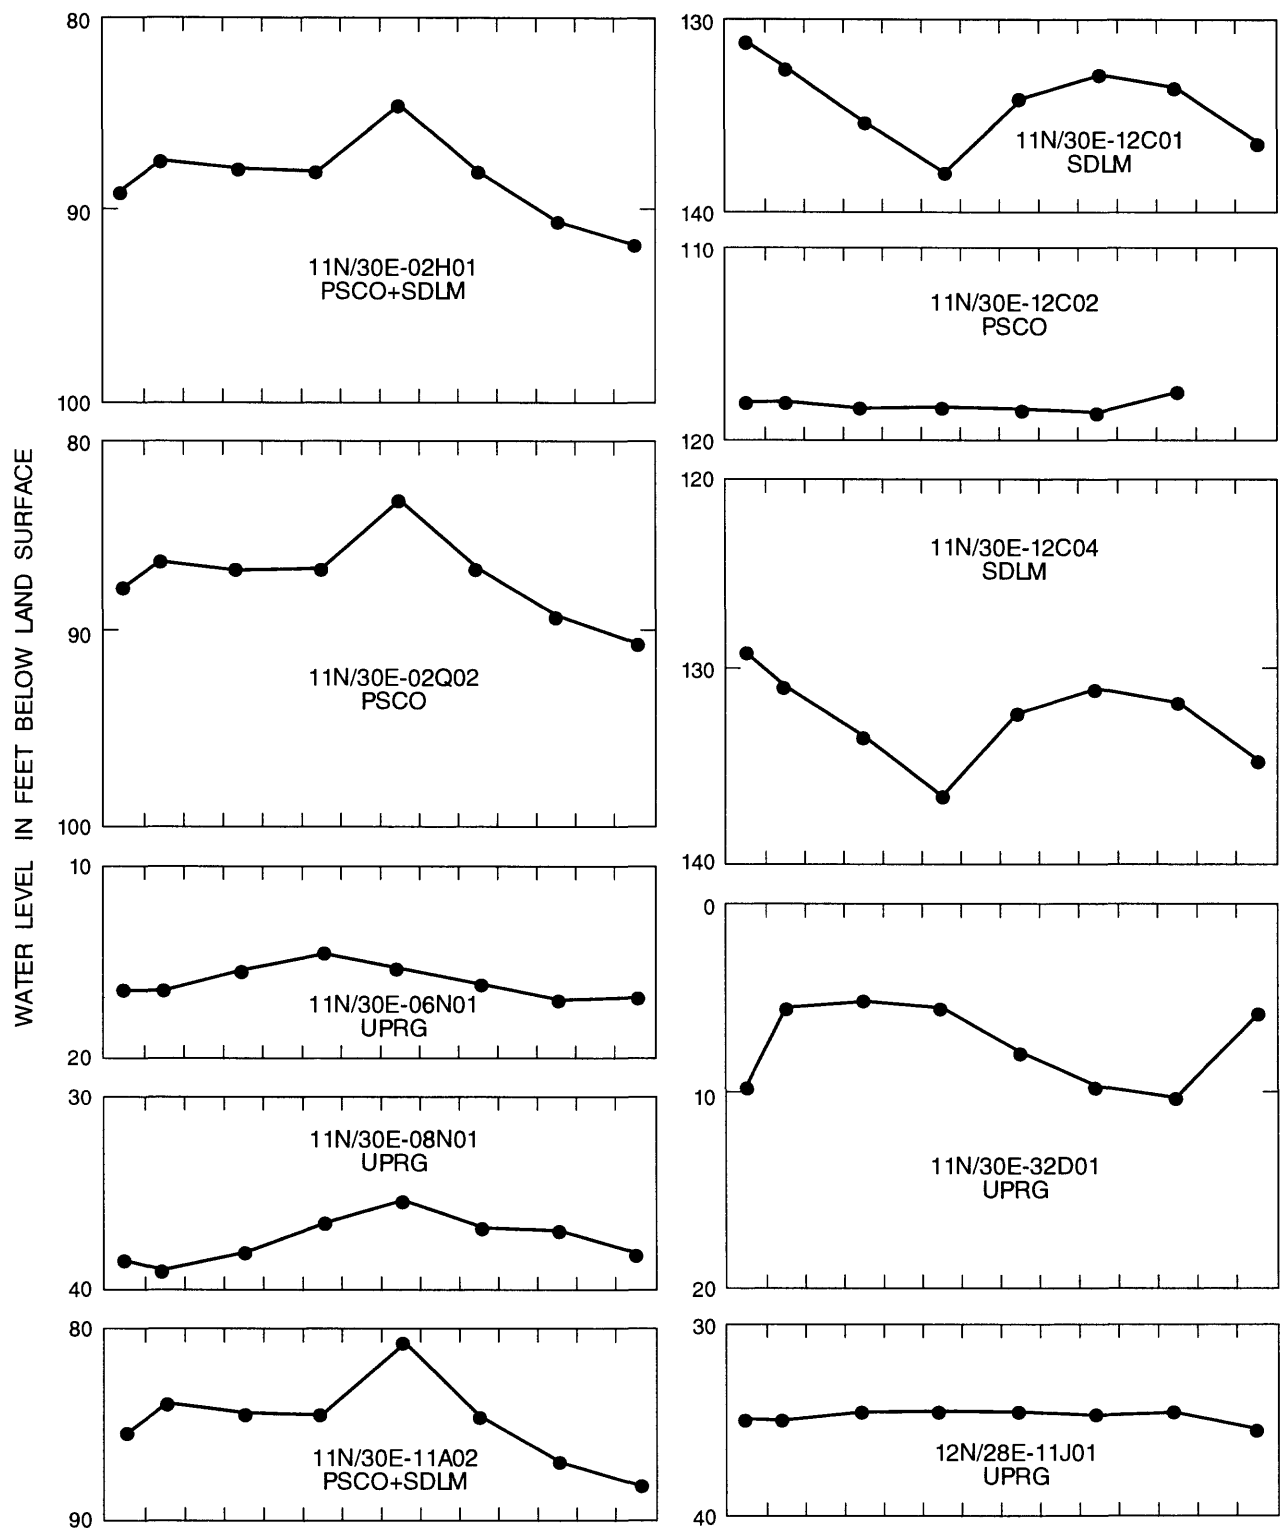 WATER LEVEL IN FEET BELOW LAND SURFACE
80
90
100
11N/30E-02H01
PSCO+SDLM
80
90
100
11N/30E-02Q02
PSCO
10
20
11N/30E-06N01
UPRG
30
40
11N/30E-08N01
UPRG
80
90
11N/30E-11A02
PSCO+SDLM
130
140
11N/30E-12C01
SDLM
110
120
11N/30E-12C02
PSCO
120
130
140
11N/30E-12C04
SDLM
0
10
20
11N/30E-32D01
UPRG
30
40
12N/28E-11J01
UPRG